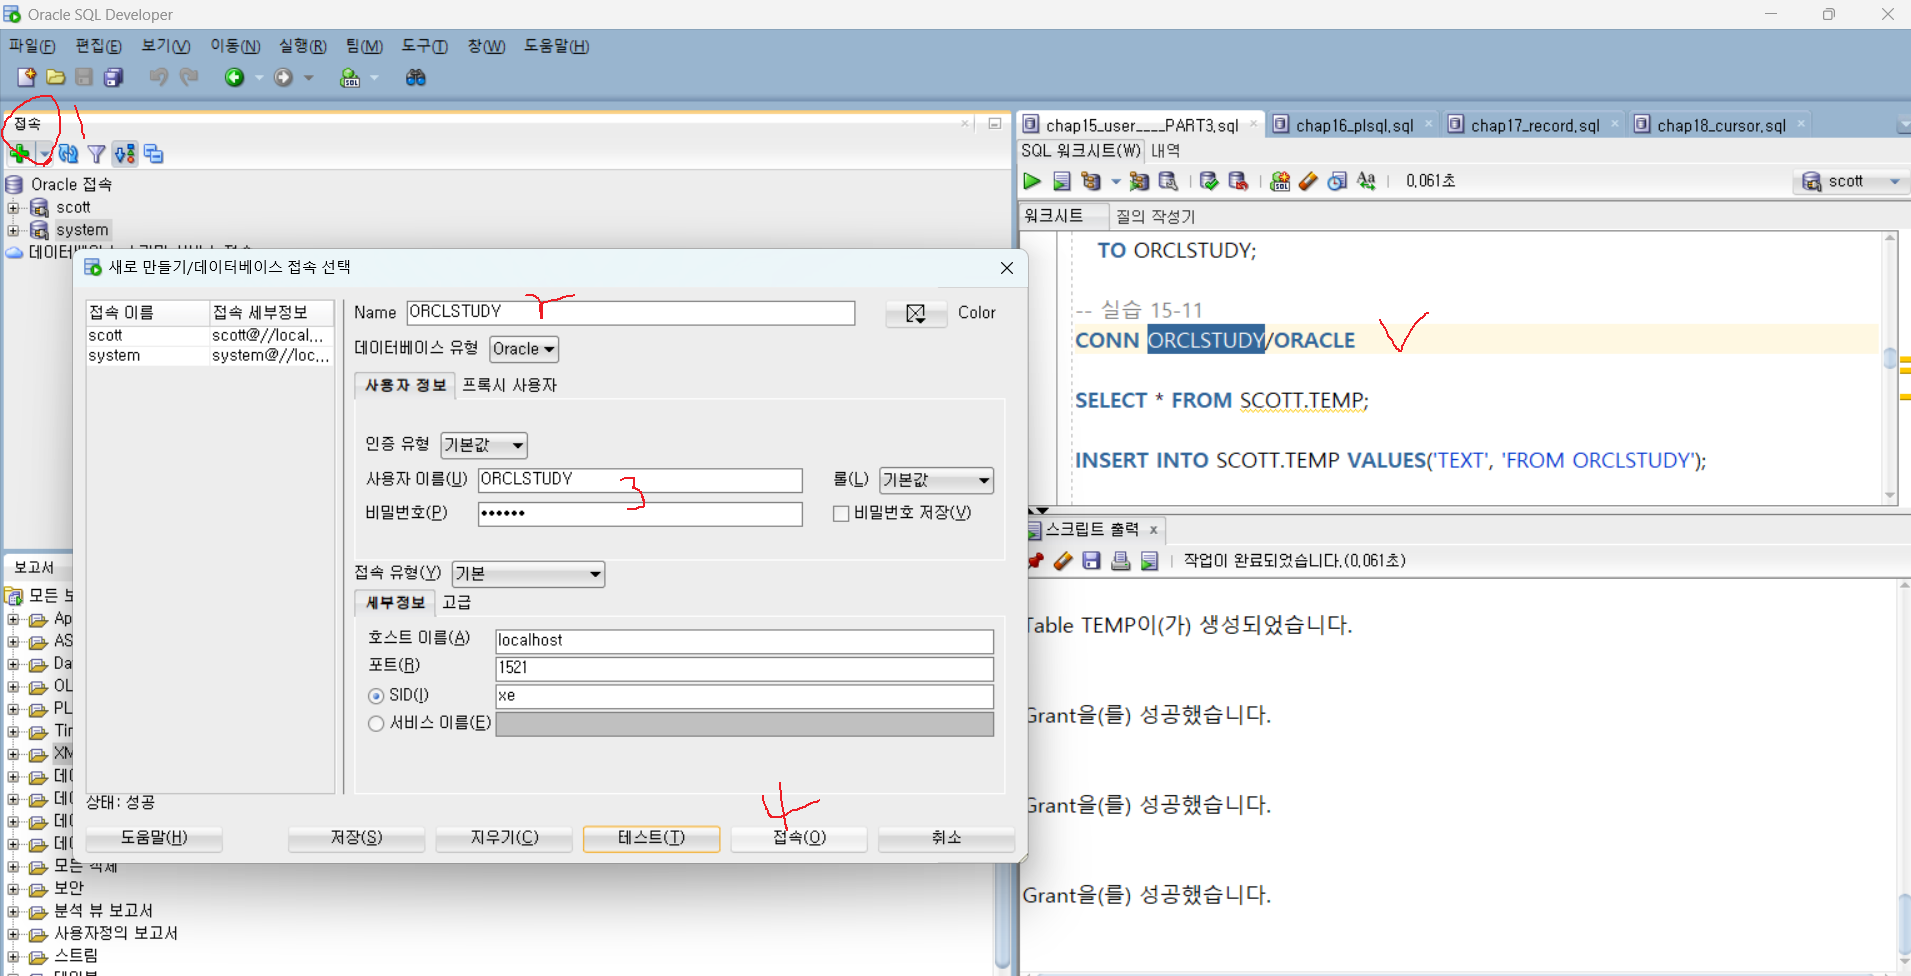 Oracle SQL Developer
파일(F) 편집(E) 보기(V) 이동(N) 실행(R) 팀(M) 도구(T) 창(W) 도움말(H)
접속
Oracle 접속
scott
system
새로 만들기/데이터베이스 접속 선택
접속 이름 접속 세부정보
scott scott@//local...
system system@//loc...
Name ORCLSTUDY Color
데이터베이스 유형 Oracle
사용자 정보 프록시 사용자
인증 유형 기본값
사용자 이름(U) ORCLSTUDY 롤(L) 기본값
비밀번호(P) •••••• 비밀번호 저장(V)
3
접속 유형(Y) 기본
세부정보 고급
호스트 이름(A) localhost
포트(R) 1521
SID(I) xe
서비스 이름(E)
상태: 성공
도움말(H) 저장(S) 지우기(C) 테스트(T) 접속(O) 취소
4
보고서
모든 보
Ap
AS
Da
OL
PL
Tir
XM
데
데
데
데
모든 객체
보안
분석 뷰 보고서
사용자정의 보고서
스트림
chap15_user____PART3.sql chap16_plsql.sql chap17_record.sql chap18_cursor.sql
SQL 워크시트(W) 내역
0.061초 scott
워크시트 질의 작성기
TO ORCLSTUDY;
-- 실습 15-11
CONN ORCLSTUDY/ORACLE
SELECT * FROM SCOTT.TEMP;
INSERT INTO SCOTT.TEMP VALUES('TEXT', 'FROM ORCLSTUDY');
스크립트 출력
작업이 완료되었습니다.(0.061초)
Table TEMP이(가) 생성되었습니다.
Grant을(를) 성공했습니다.
Grant을(를) 성공했습니다.
Grant을(를) 성공했습니다.